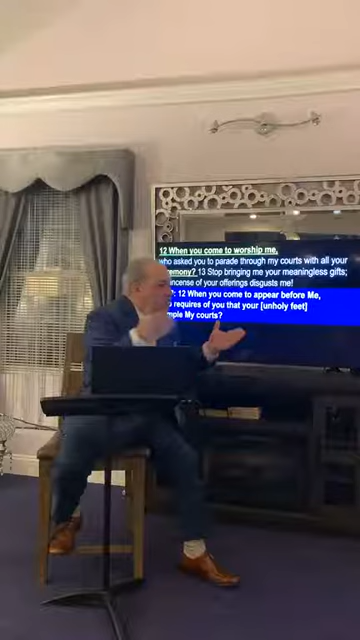 12 When you come to worship me,
who asked you to parade through my courts with all your
emony? 13 Stop bringing me your meaningless gifts;
incense of your offerings disgusts me!
: 12 When you come to appear before Me,
o requires of you that your [unholy feet]
mple My courts?